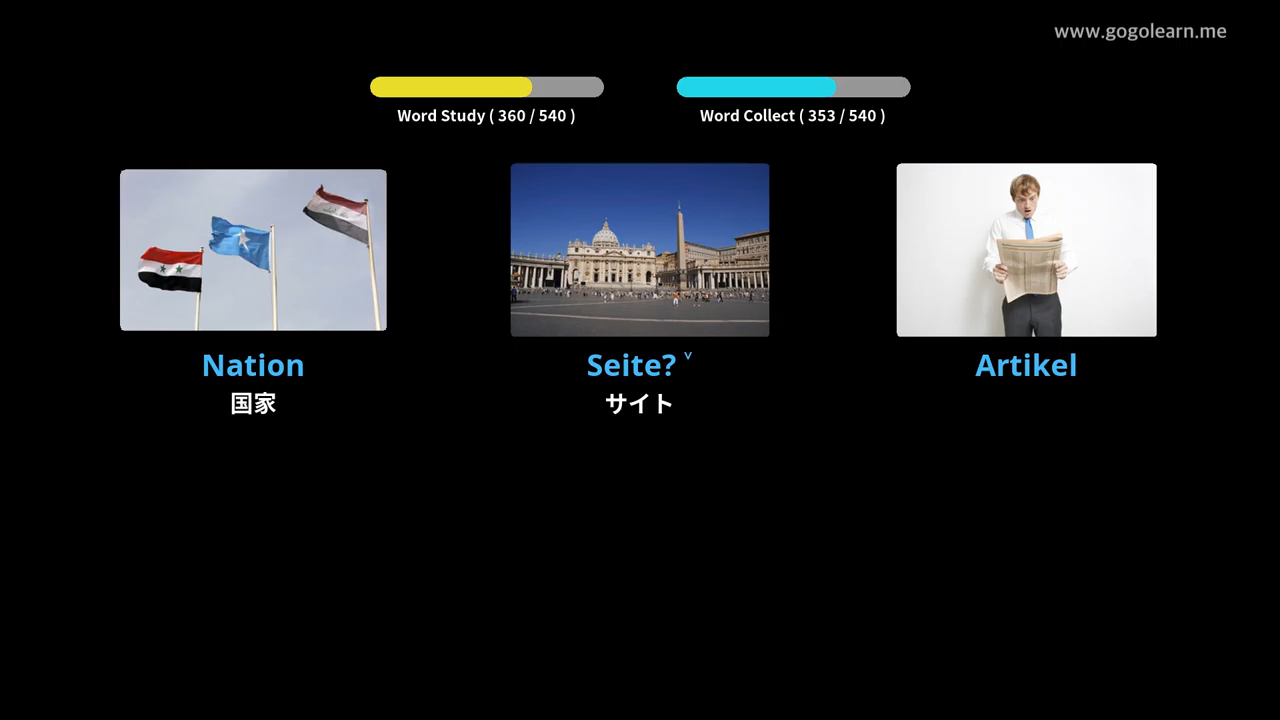 www.gogolearn.me
Word Study ( 360 / 540 )
Word Collect ( 353 / 540 )
Nation
Seite? ˅
Artikel
国家
サイト